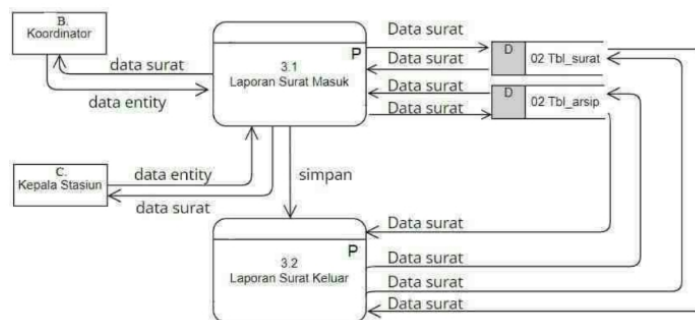 B.
Koordinator
data surat
data entity
P
3.1
Laporan Surat Masuk
Data surat
Data surat
Data surat
Data surat
D
02 Tbl_surat
D
02 Tbl_arsip
C.
Kepala Stasiun
data entity
data surat
simpan
P
3.2
Laporan Surat Keluar
Data surat
Data surat
Data surat
Data surat